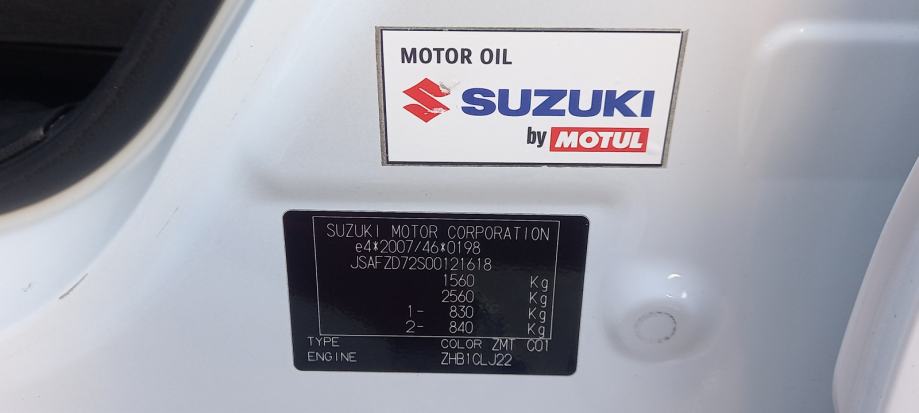 MOTOR OIL
SUZUKI
by MOTUL
SUZUKI MOTOR CORPORATION
e4*2007/46*0198
JSAFZD72S00121618
1560 Kg
2560 Kg
1- 830 Kg
2- 840 Kg
TYPE COLOR ZMT C01
ENGINE ZHB1CLJ22